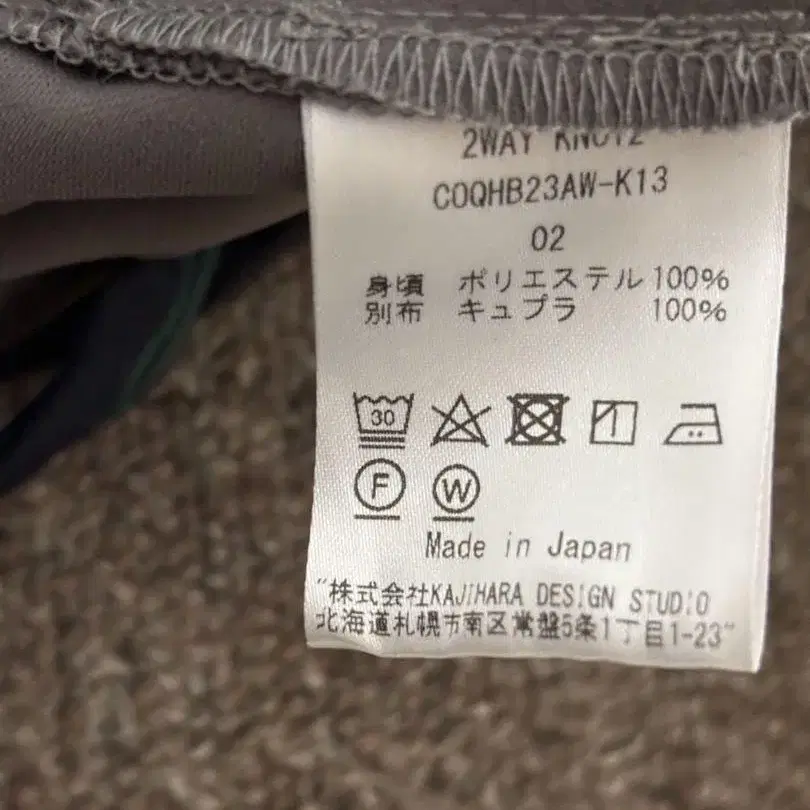 2WAY
COQHB23AW-K13
02
身頃 ポリエステル 100%
別布 キュプラ 100%
30
F W
Made in Japan
"株式会社KAJIHARA DESIGN STUDIO
北海道札幌市南区常盤5条1丁目1-23"